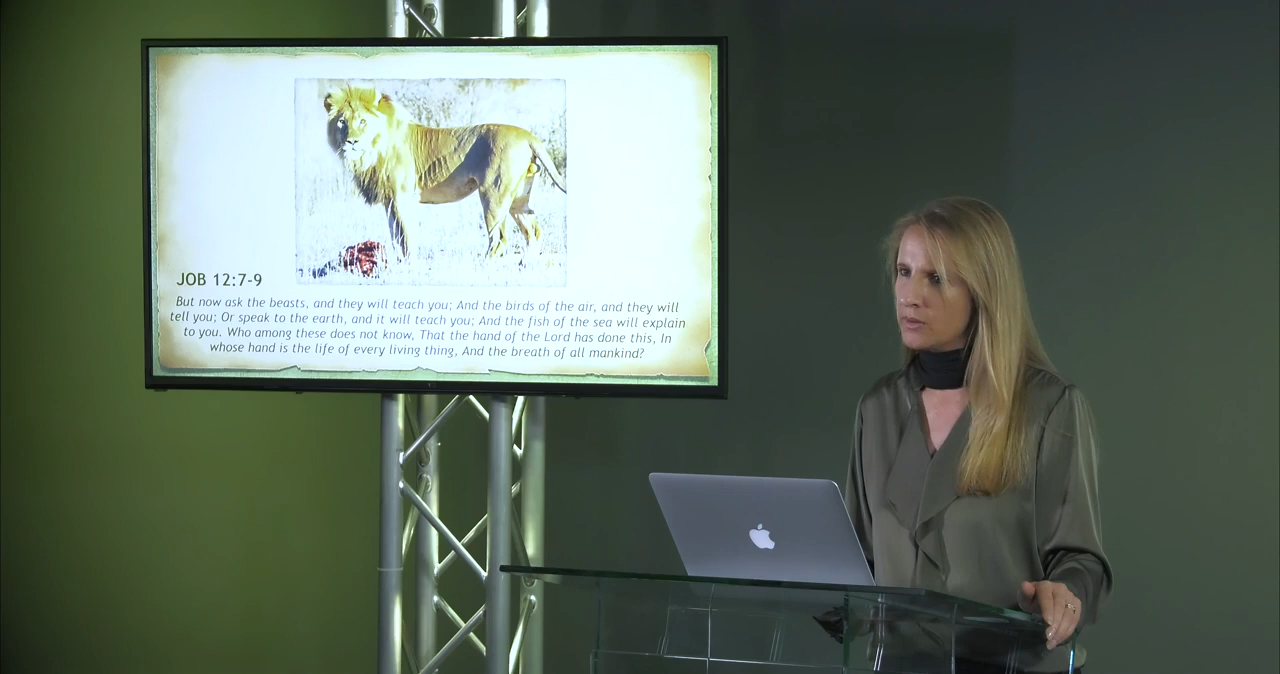 JOB 12:7-9
But now ask the beasts, and they will teach you; And the birds of the air, and they will
tell you; Or speak to the earth, and it will teach you; And the fish of the sea will explain
to you. Who among these does not know, That the hand of the Lord has done this, In
whose hand is the life of every living thing, And the breath of all mankind?